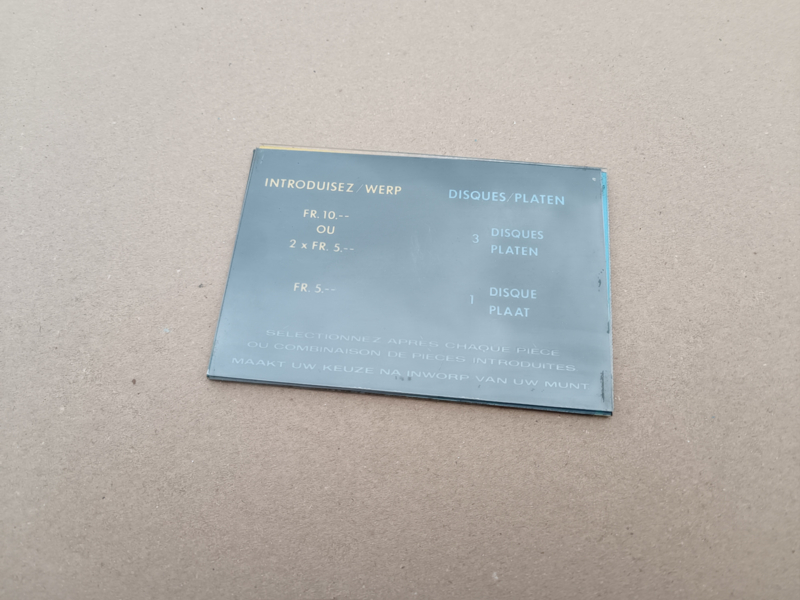 INTRODUISEZ/WERP
DISQUES/PLATEN
FR. 10.--
OU
2 x FR. 5.--
3 DISQUES
PLATEN
FR. 5.--
1 DISQUE
PLAAT
SELECTIONNEZ APRES CHAQUE PIÈCE
OU COMBINAISON DE PIECES INTRODUITES
MAAKT UW KEUZE NA INWORP VAN UW MUNT